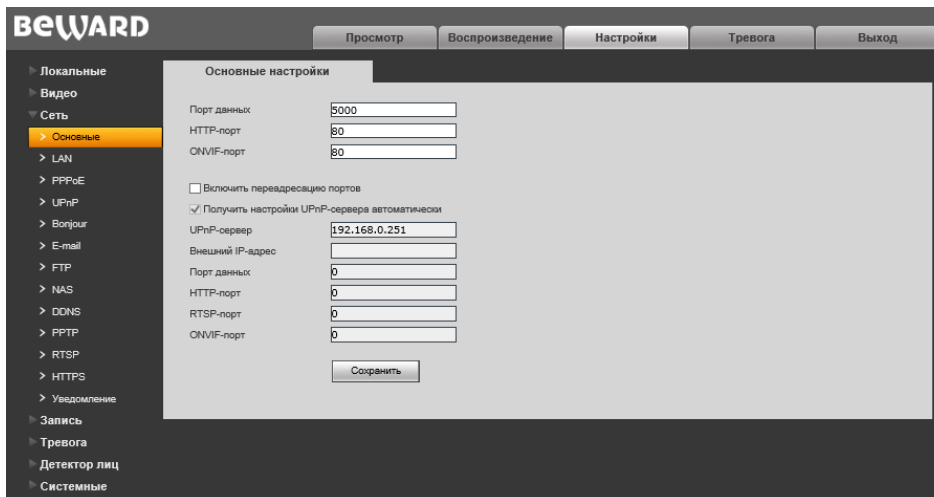 BEWARD
Просмотр
Воспроизведение
Настройки
Тревога
Выход
Локальные
Видео
Сеть
Основные
LAN
PPPoE
UPnP
Bonjour
E-mail
FTP
NAS
DDNS
PPTP
RTSP
HTTPS
Уведомление
Запись
Тревога
Детектор лиц
Системные
Основные настройки
Порт данных 5000
HTTP-порт 80
ONVIF-порт 80
Включить переадресацию портов
Получить настройки UPnP-сервера автоматически
UPnP-сервер 192.168.0.251
Внешний IP-адрес
Порт данных 0
HTTP-порт 0
RTSP-порт 0
ONVIF-порт 0
Сохранить